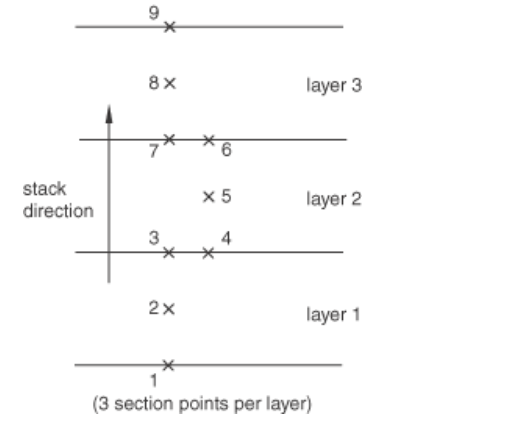 9
8
layer 3
7
6
stack
direction
5
layer 2
3
4
2
layer 1
1
(3 section points per layer)